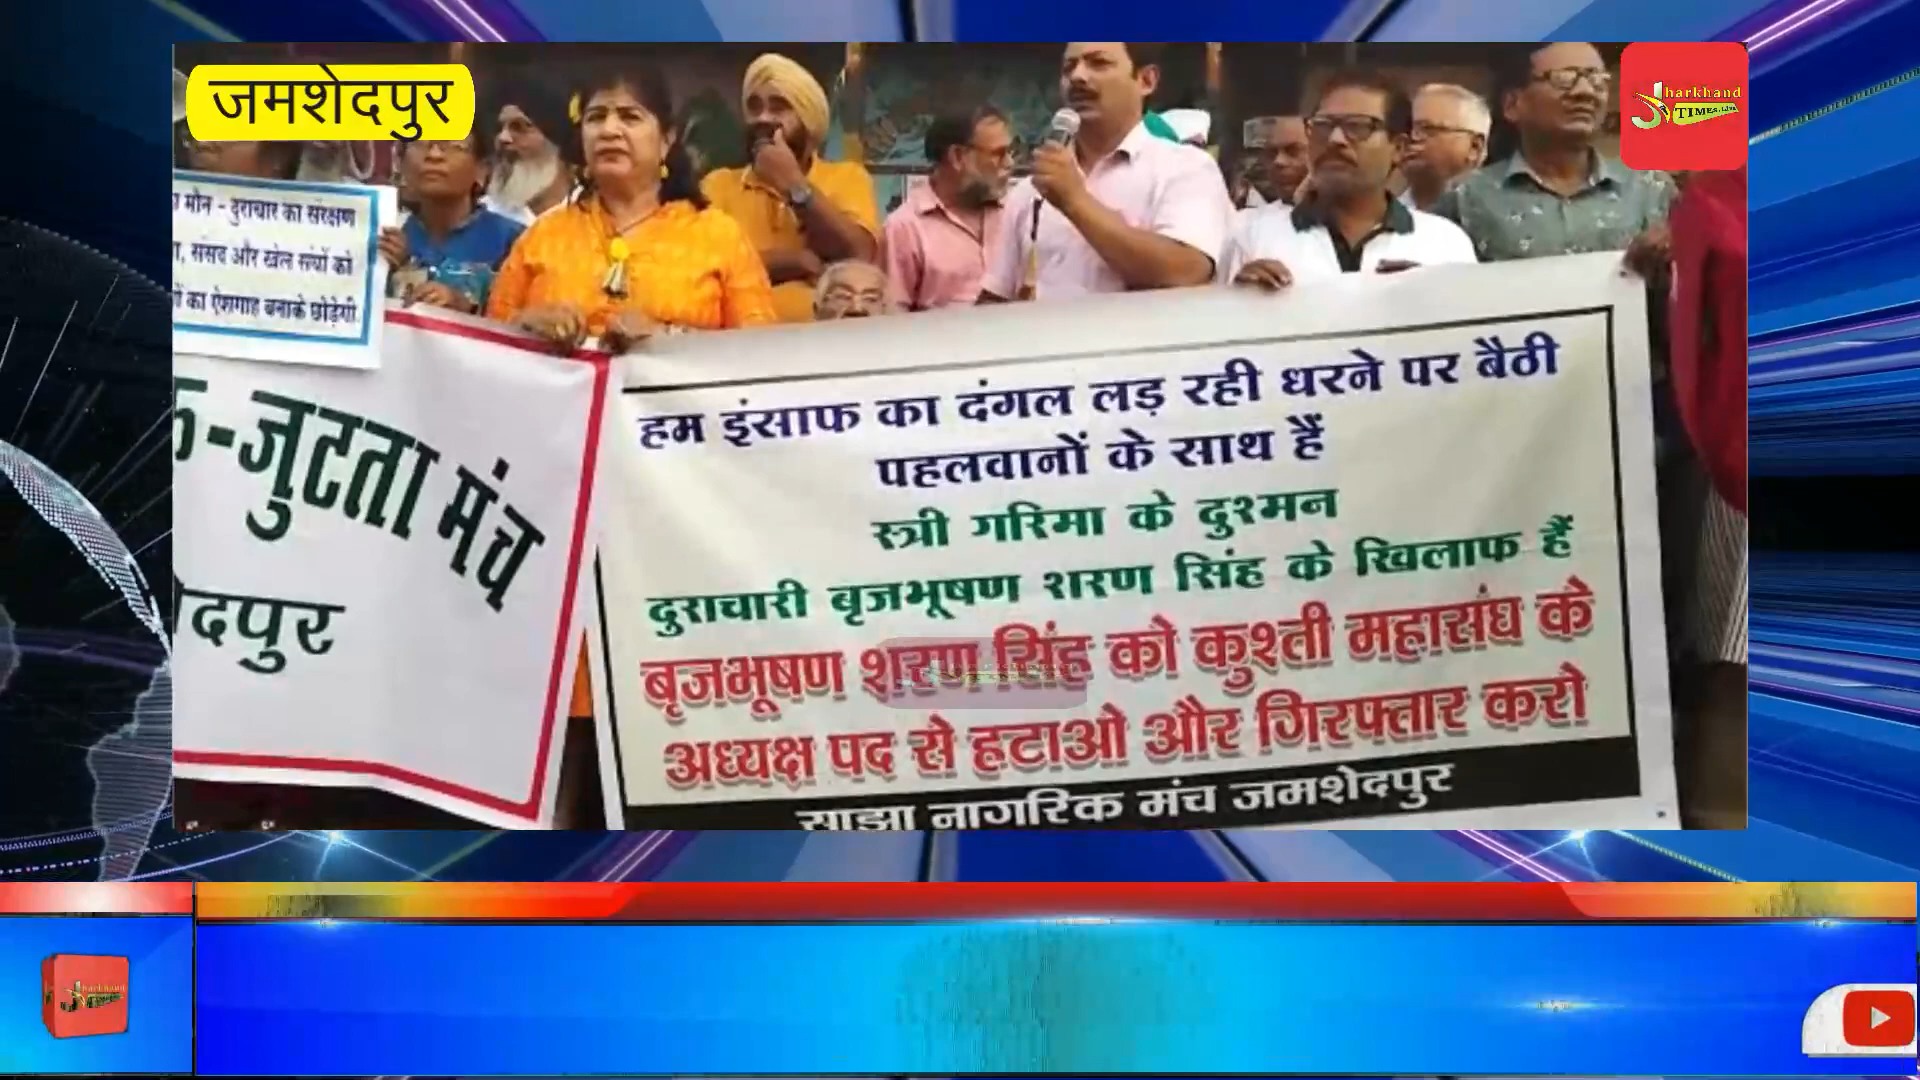 जमशेदपुर
Jharkhand
TIMES.Live
मौन - दुराचार का संरक्षण
संसद और खेल संघों को
का ऐशगाह बनाके छोड़ेगी
-जुटता मंच
दपुर
हम इंसाफ का दंगल लड़ रही धरने पर बैठी
पहलवानों के साथ हैं
स्त्री गरिमा के दुश्मन
दुराचारी बृजभूषण शरण सिंह के खिलाफ हैं
बृजभूषण शरण सिंह को कुश्ती महासंघ के
अध्यक्ष पद से हटाओ और गिरफ्तार करो
साझा नागरिक मंच जमशेदपुर